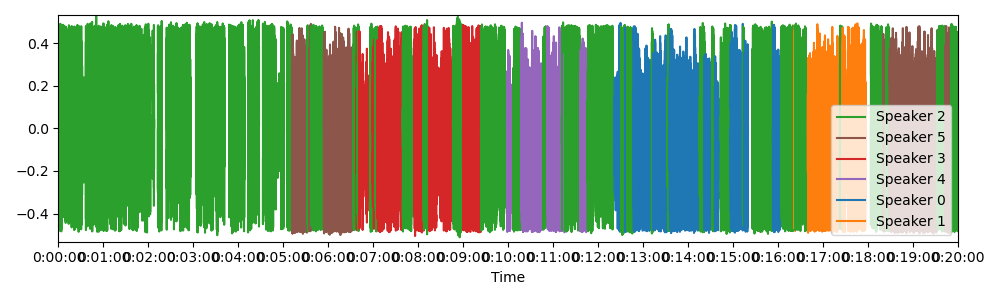 0.4
0.2
0.0
−0.2
−0.4
0:00:00 0:01:00 0:02:00 0:03:00 0:04:00 0:05:00 0:06:00 0:07:00 0:08:00 0:09:00 0:10:00 0:11:00 0:12:00 0:13:00 0:14:00 0:15:00 0:16:00 0:17:00 0:18:00 0:19:00 0:20:00
Time
Speaker 2
Speaker 5
Speaker 3
Speaker 4
Speaker 0
Speaker 1